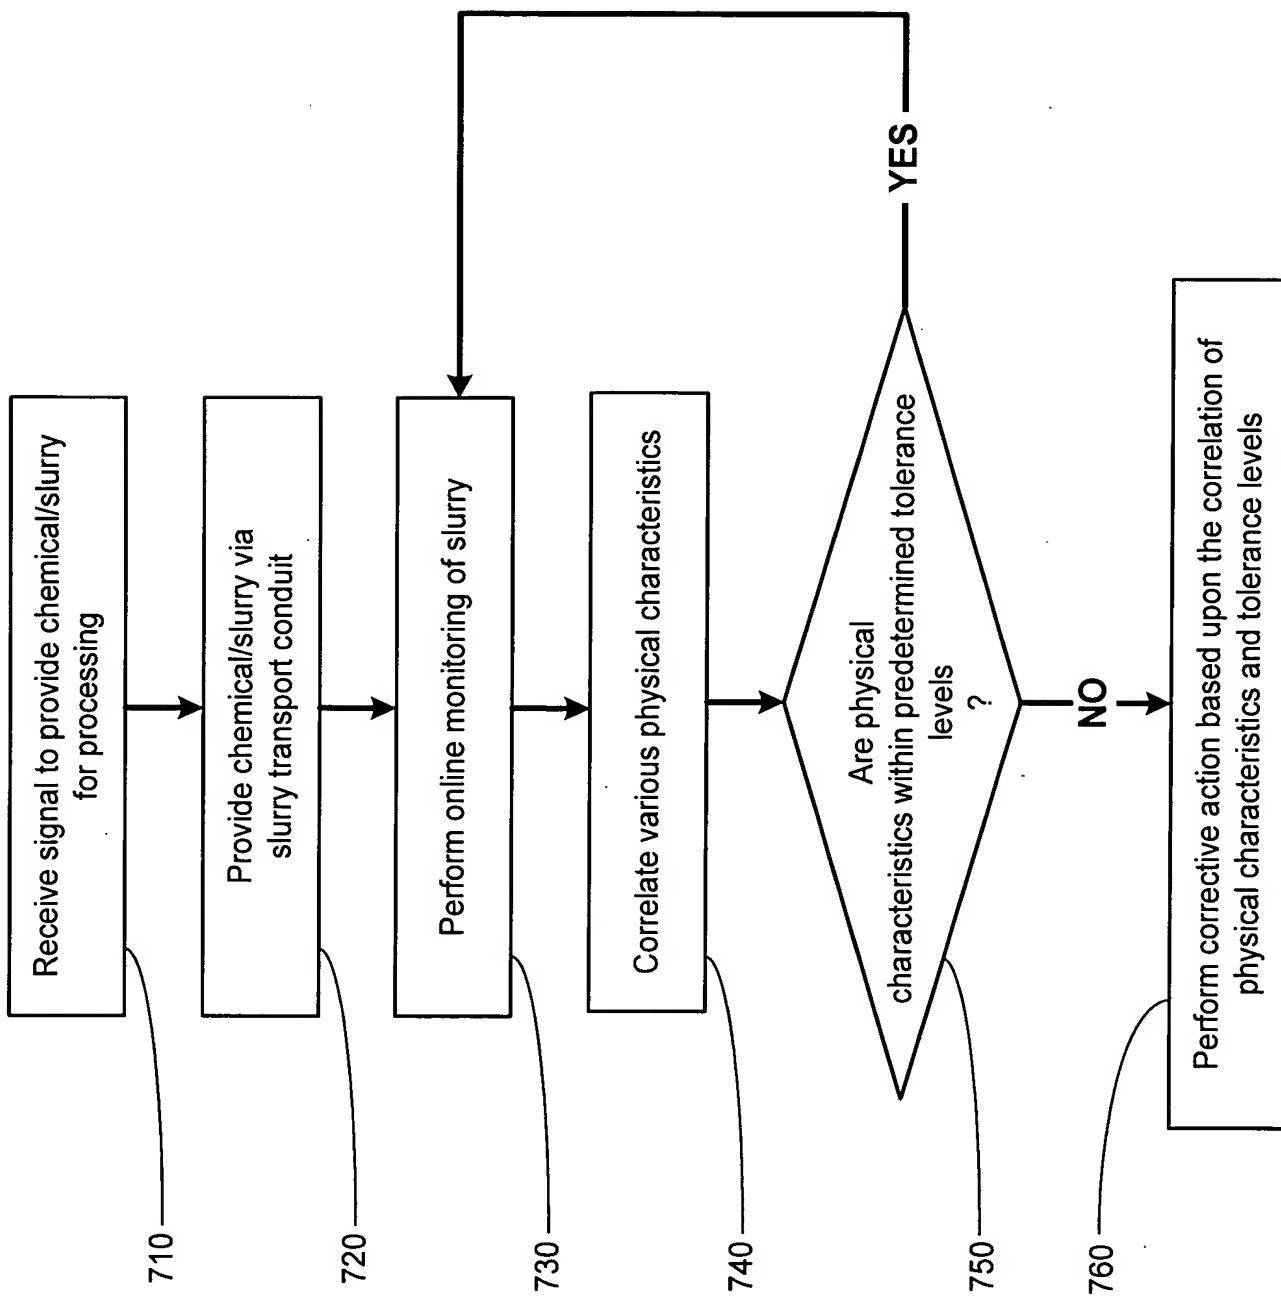 Receive signal to provide chemical/slurry
for processing
710
Provide chemical/slurry via
slurry transport conduit
720
Perform online monitoring of slurry
730
Correlate various physical characteristics
740
Are physical
characteristics within predetermined tolerance
levels
?
750
YES
NO
Perform corrective action based upon the correlation of
physical characteristics and tolerance levels
760